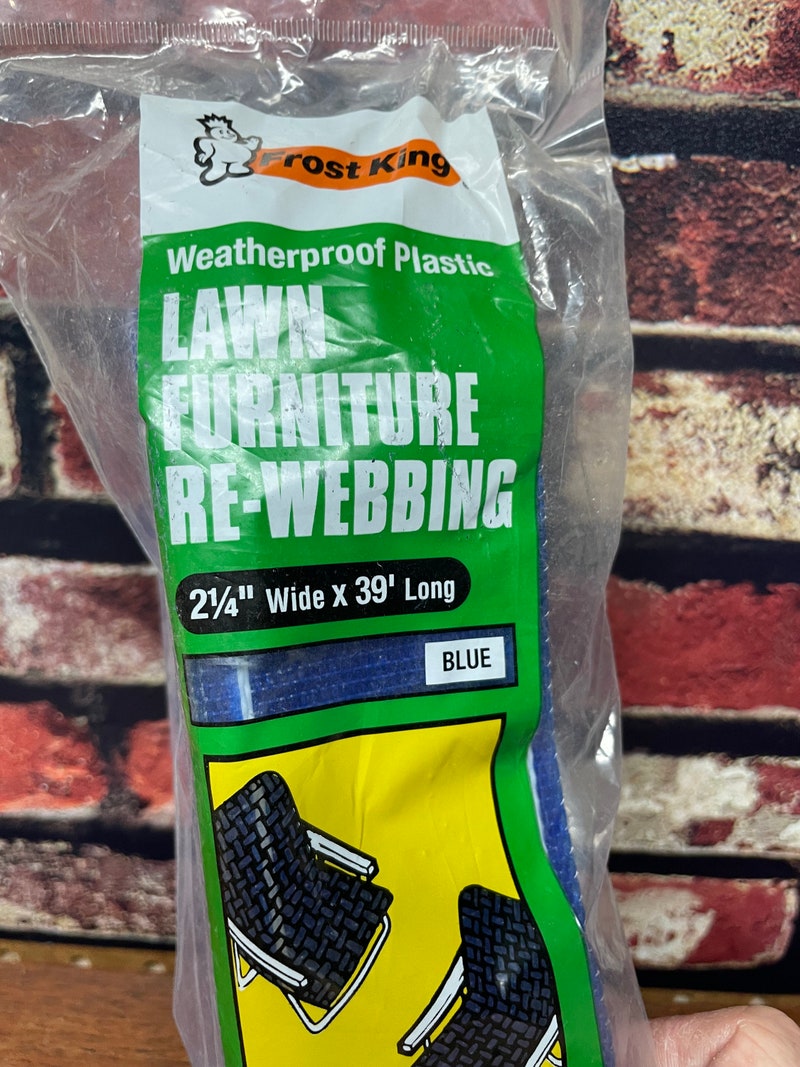 Frost King
Weatherproof Plastic
LAWN
FURNITURE
RE-WEBBING
2¼" Wide x 39' Long
BLUE